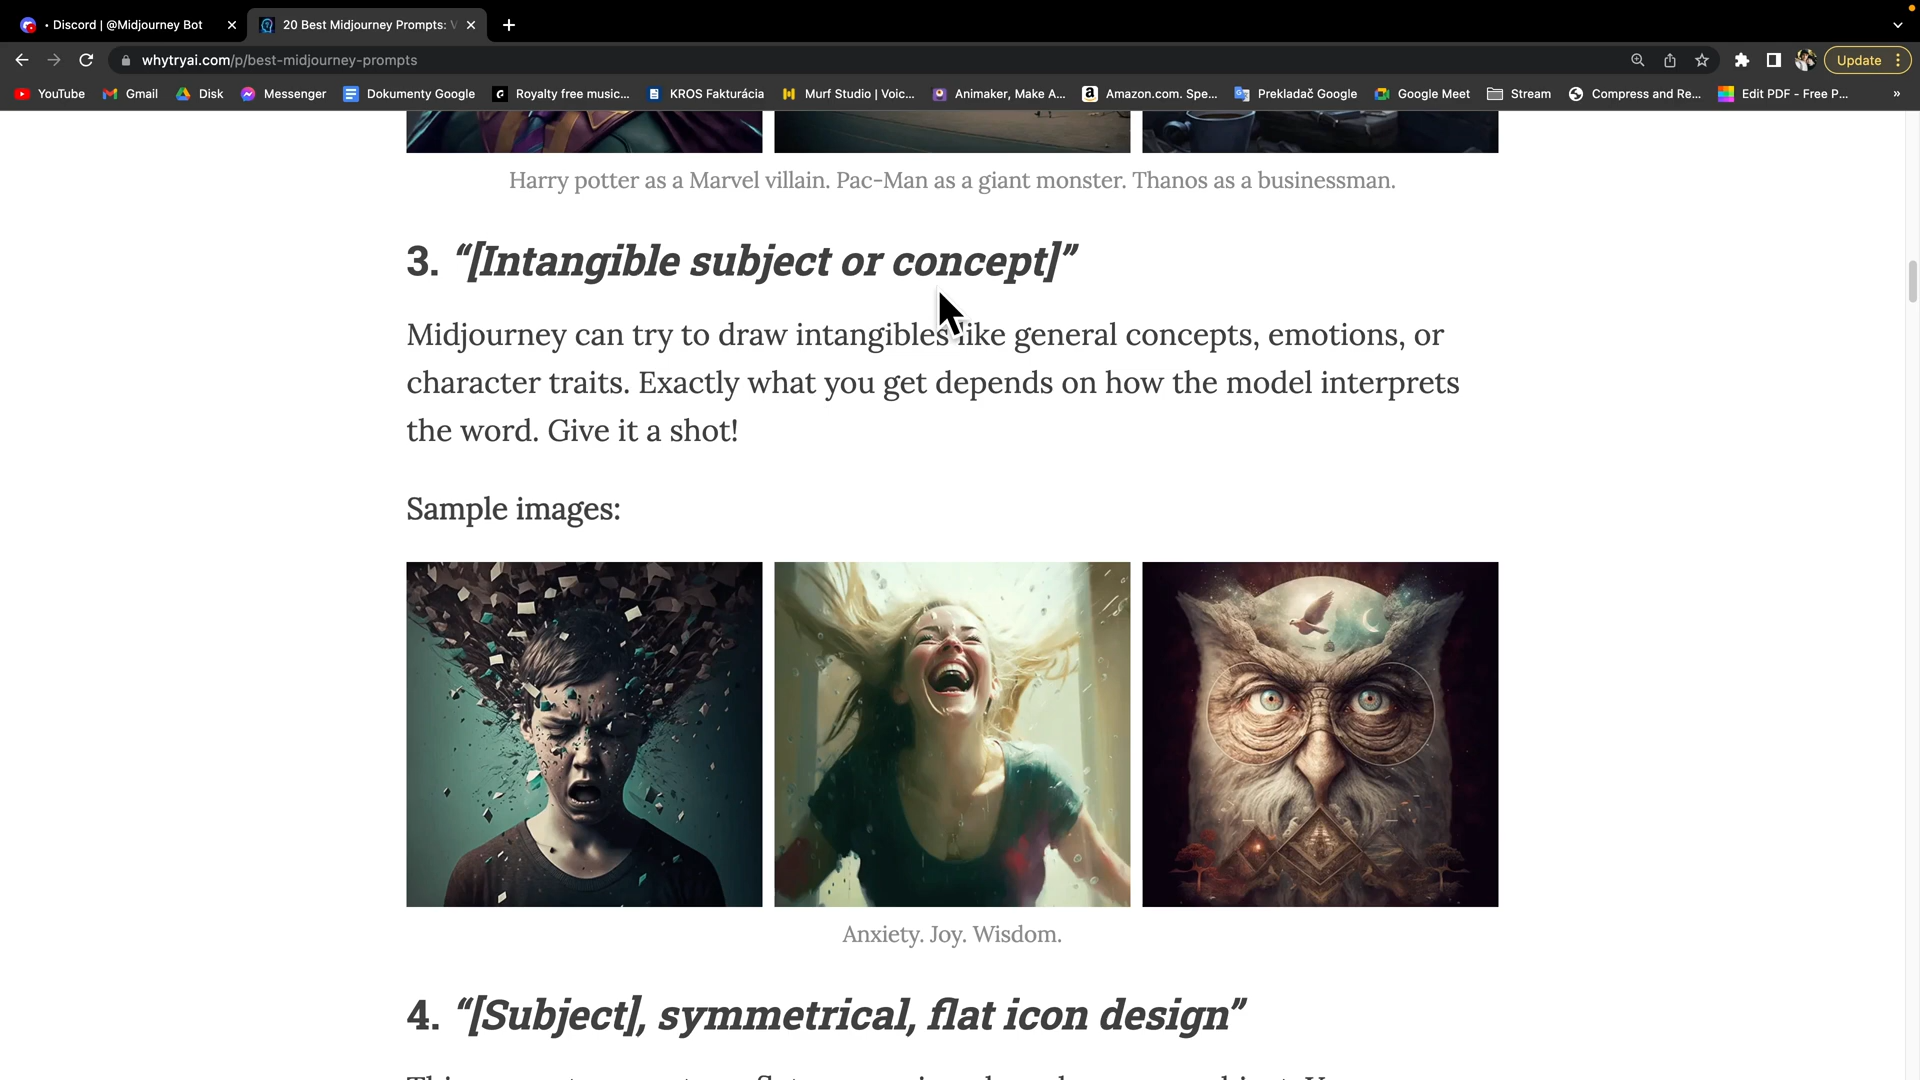 • Discord | @Midjourney Bot
20 Best Midjourney Prompts: V
whytryai.com/p/best-midjourney-prompts
Update
YouTube
Gmail
Disk
Messenger
Dokumenty Google
Royalty free music...
KROS Fakturácia
Murf Studio | Voic...
Animaker, Make A...
Amazon.com. Spe...
Prekladač Google
Google Meet
Stream
Compress and Re...
Edit PDF - Free P...
»
Harry potter as a Marvel villain. Pac-Man as a giant monster. Thanos as a businessman.
3. “[Intangible subject or concept]”
Midjourney can try to draw intangibles like general concepts, emotions, or
character traits. Exactly what you get depends on how the model interprets
the word. Give it a shot!
Sample images:
Anxiety. Joy. Wisdom.
4. “[Subject], symmetrical, flat icon design”